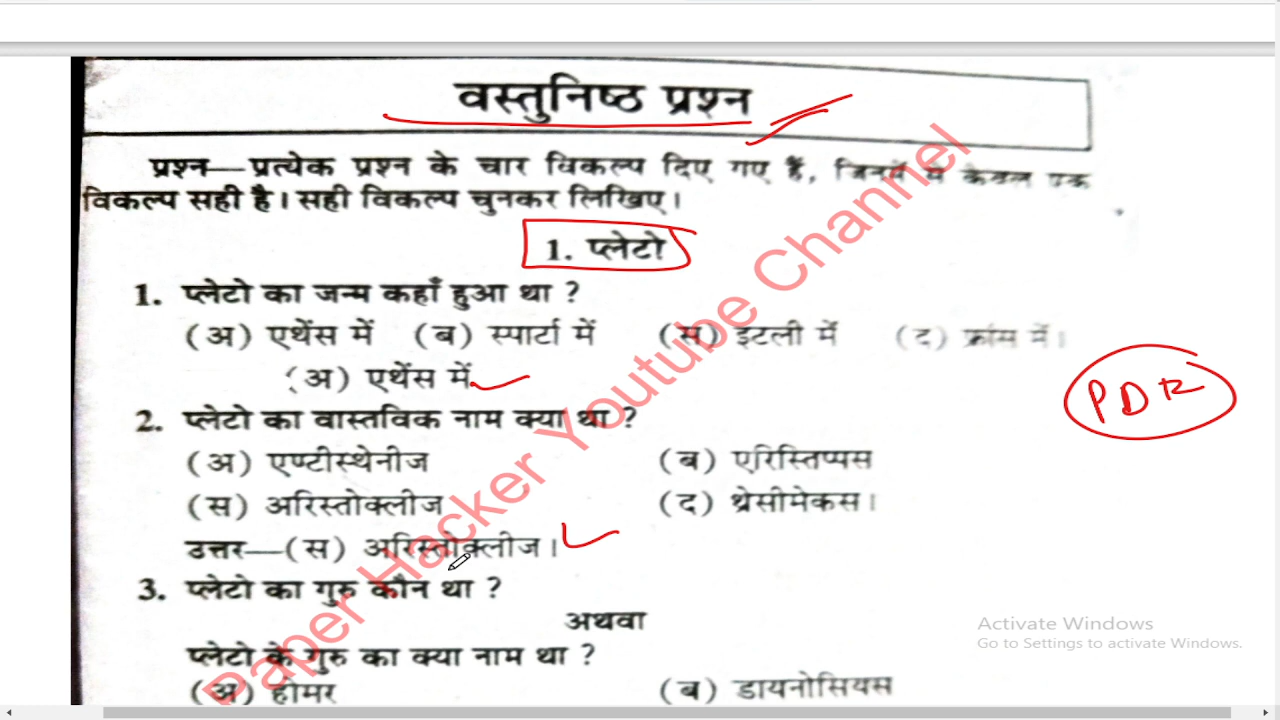 वस्तुनिष्ठ प्रश्न
प्रश्न—प्रत्येक प्रश्न के चार विकल्प दिए गए हैं, जिनमें से केवल एक
विकल्प सही है। सही विकल्प चुनकर लिखिए।
1. प्लेटो
1. प्लेटो का जन्म कहाँ हुआ था ?
(अ) एथेंस में (ब) स्पार्टा में (स) इटली में (द) फ्रांस में।
(अ) एथेंस में
PDF
2. प्लेटो का वास्तविक नाम क्या था ?
(अ) एण्टीस्थेनीज (ब) एरिस्तिप्पस
(स) अरिस्तोक्लीज (द) थ्रेसीमेकस।
उत्तर—(स) अरिस्तोक्लीज।
3. प्लेटो का गुरु कौन था ?
अथवा
प्लेटो के गुरु का क्या नाम था ?
(अ) होमर (ब) डायनोसियस
Paper Hacker Youtube Channel
Activate Windows
Go to Settings to activate Windows.